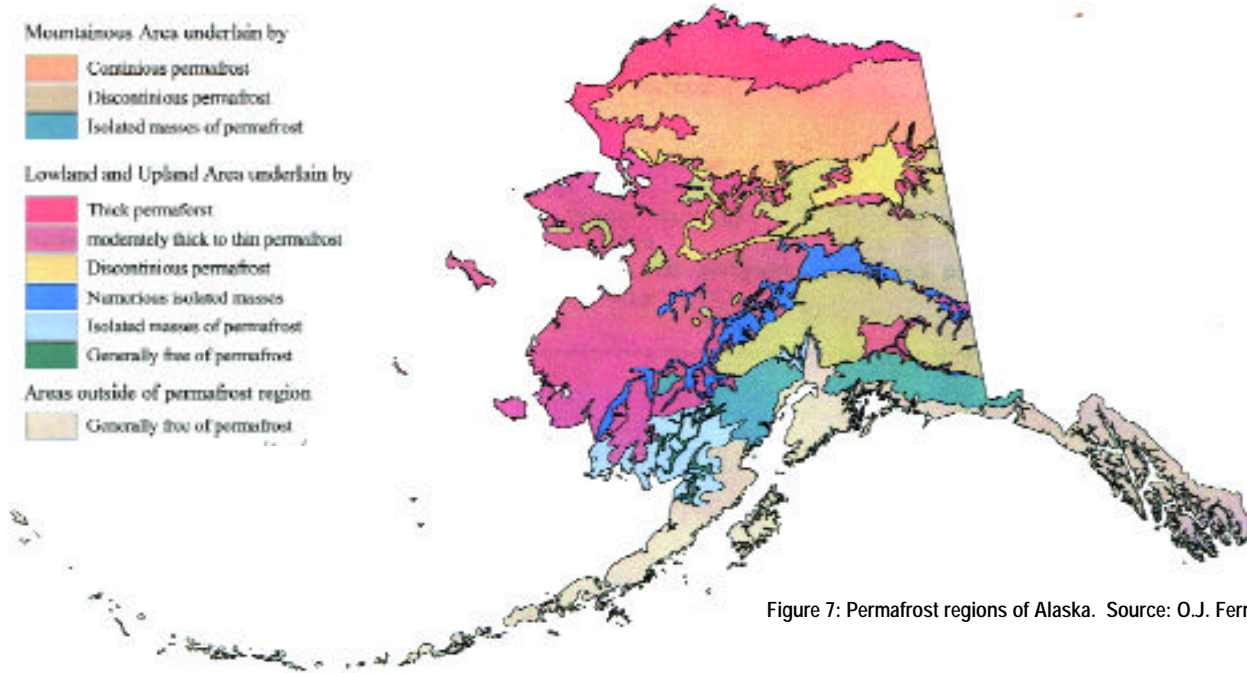 Mountainous Area underlain by
Continious permafrost
Discontinious permafrost
Isolated masses of permafrost
Lowland and Upland Area underlain by
Thick permaforst
moderntely thick to thin permafrost
Discontinious permafrost
Numorious isolated masses
Isolated masses of permafrost
Generally free of permafrost
Areas outside of permafrost region
Generally free of permafrost
Figure 7: Permafrost regions of Alaska. Source: O.J. Ferr